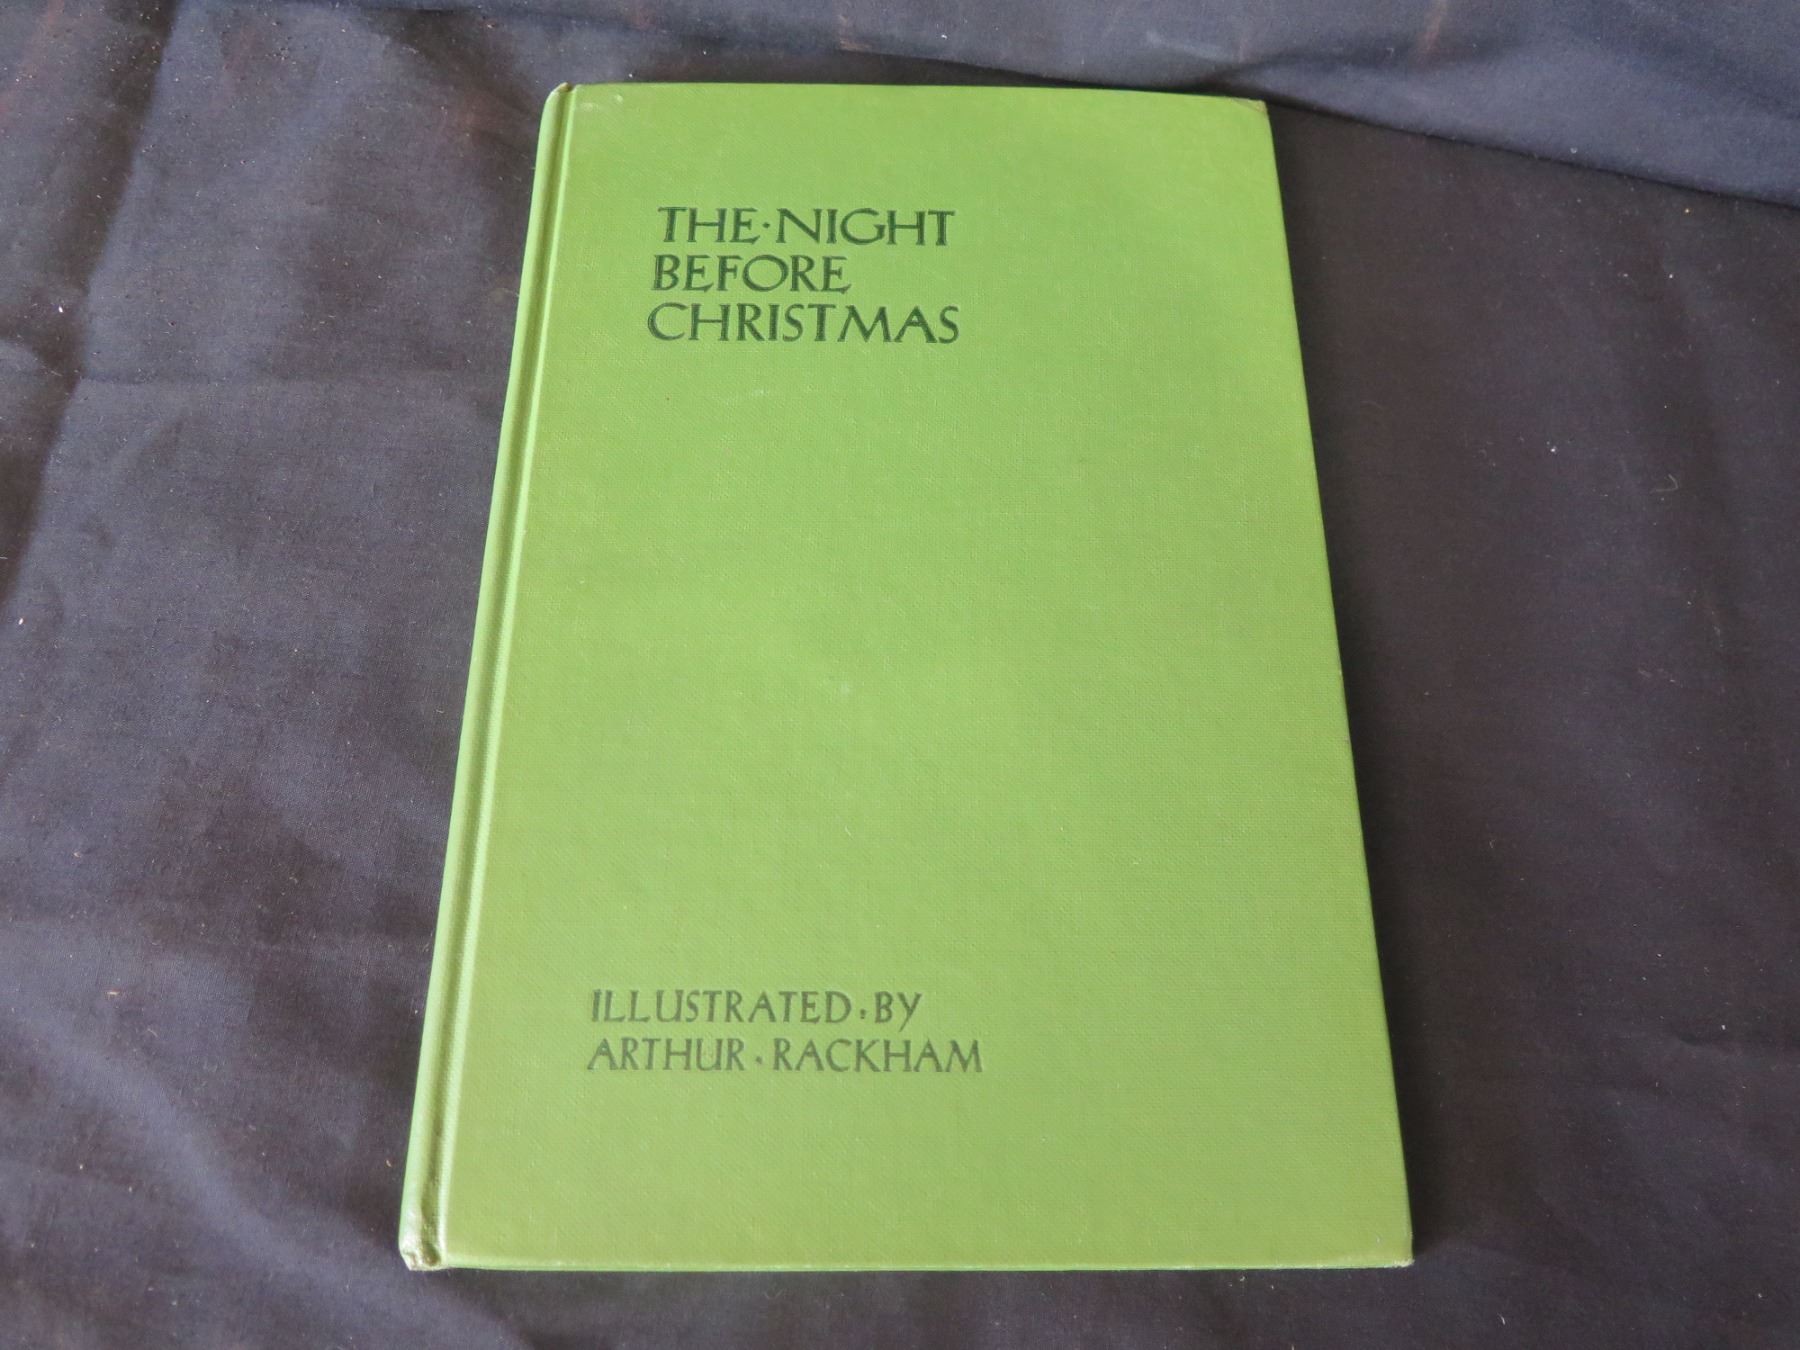 THE·NIGHT
BEFORE
CHRISTMAS
ILLUSTRATED·BY
ARTHUR·RACKHAM